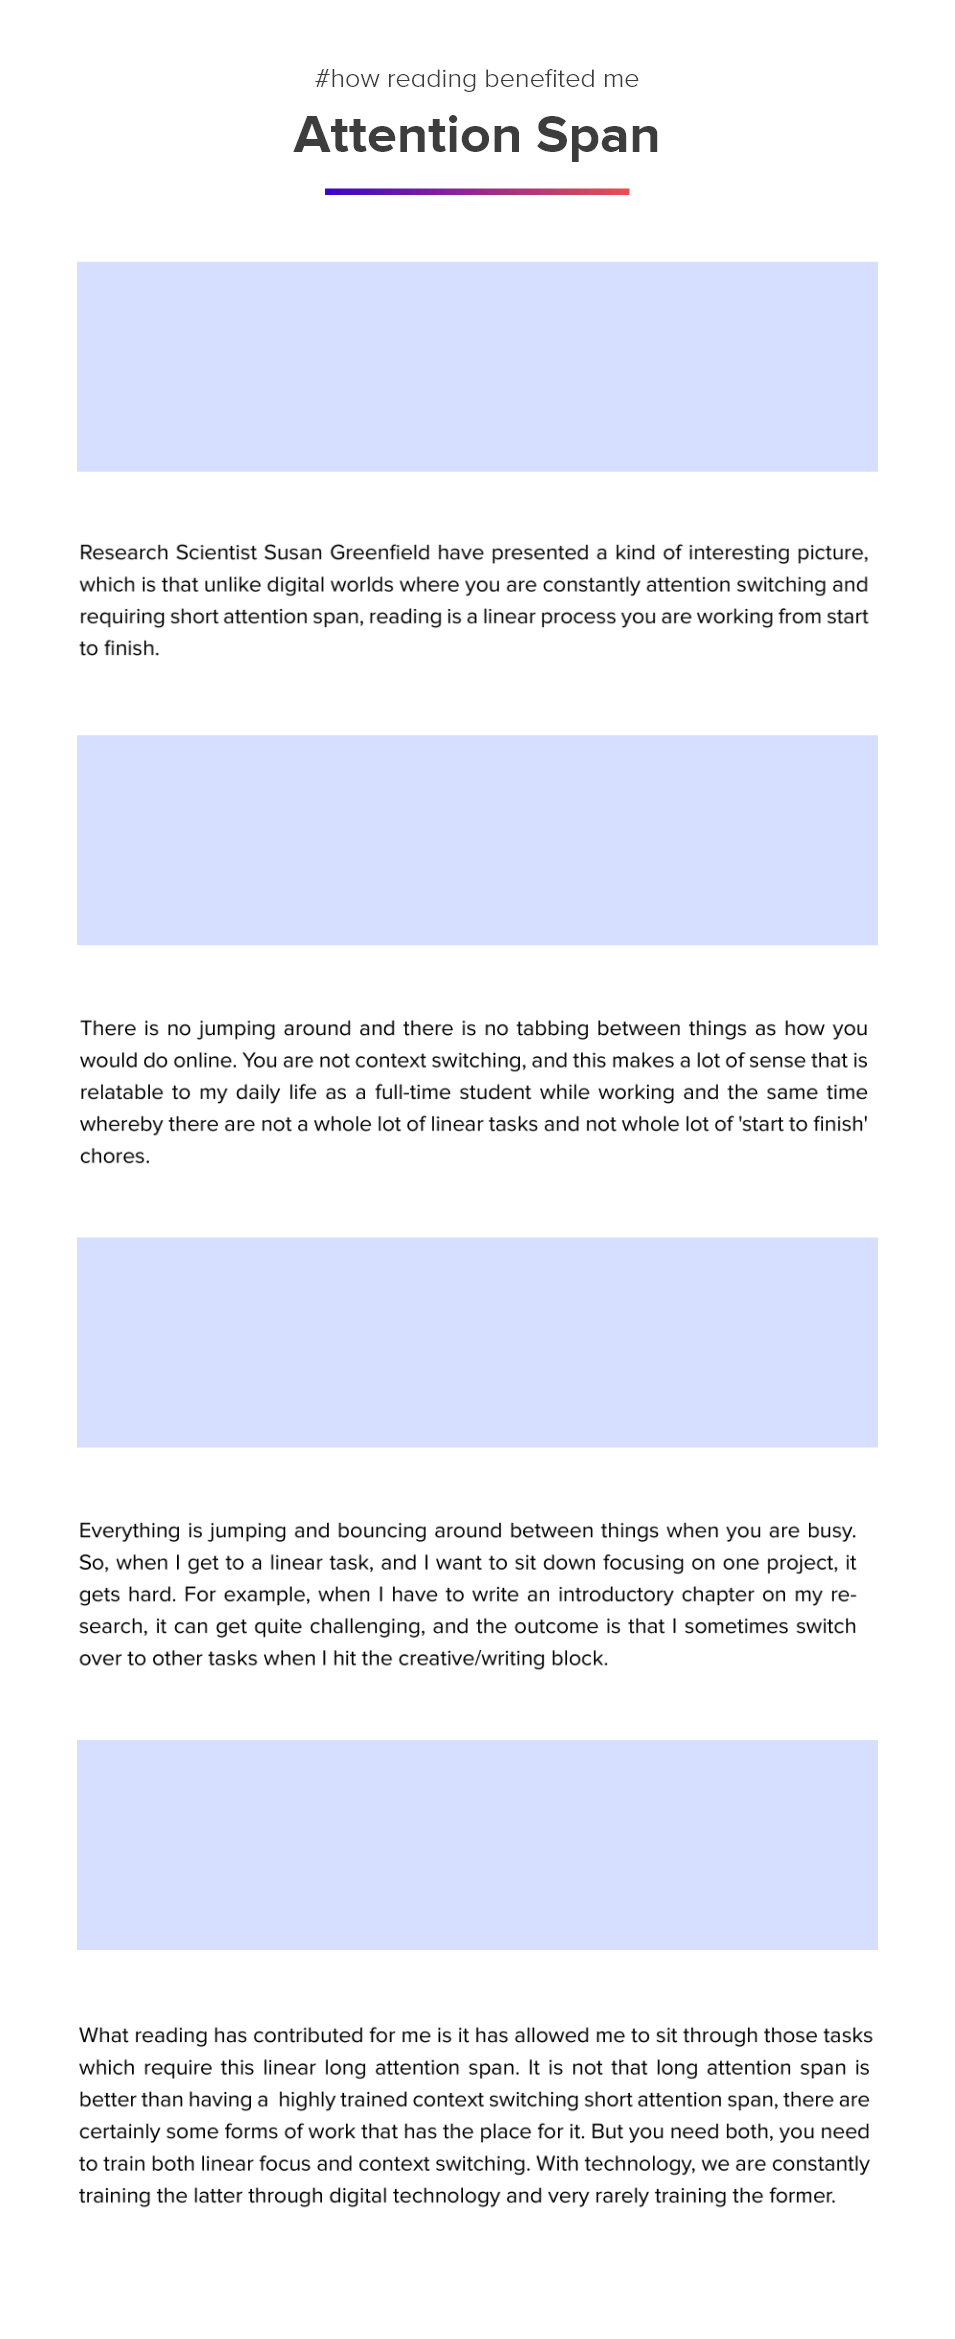 #how reading benefited me
Attention Span
Research Scientist Susan Greenfield have presented a kind of interesting picture,
which is that unlike digital worlds where you are constantly attention switching and
requiring short attention span, reading is a linear process you are working from start
to finish.
There is no jumping around and there is no tabbing between things as how you
would do online. You are not context switching, and this makes a lot of sense that is
relatable to my daily life as a full-time student while working and the same time
whereby there are not a whole lot of linear tasks and not whole lot of 'start to finish'
chores.
Everything is jumping and bouncing around between things when you are busy.
So, when I get to a linear task, and I want to sit down focusing on one project, it
gets hard. For example, when I have to write an introductory chapter on my re-
search, it can get quite challenging, and the outcome is that I sometimes switch
over to other tasks when I hit the creative/writing block.
What reading has contributed for me is it has allowed me to sit through those tasks
which require this linear long attention span. It is not that long attention span is
better than having a  highly trained context switching short attention span, there are
certainly some forms of work that has the place for it. But you need both, you need
to train both linear focus and context switching. With technology, we are constantly
training the latter through digital technology and very rarely training the former.